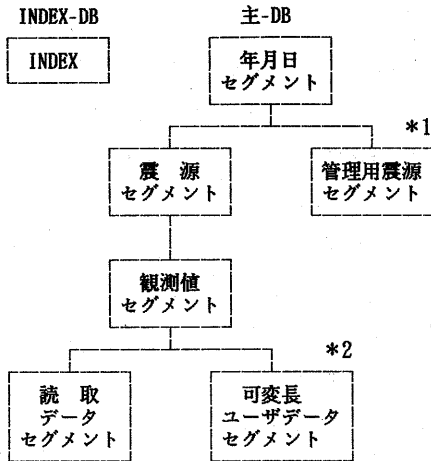 INDEX-DB
主-DB
INDEX
年月日
セグメント
*1
震 源
セグメント
管理用震源
セグメント
観測値
セグメント
*2
読 取
データ
セグメント
可変長
ユーザデータ
セグメント